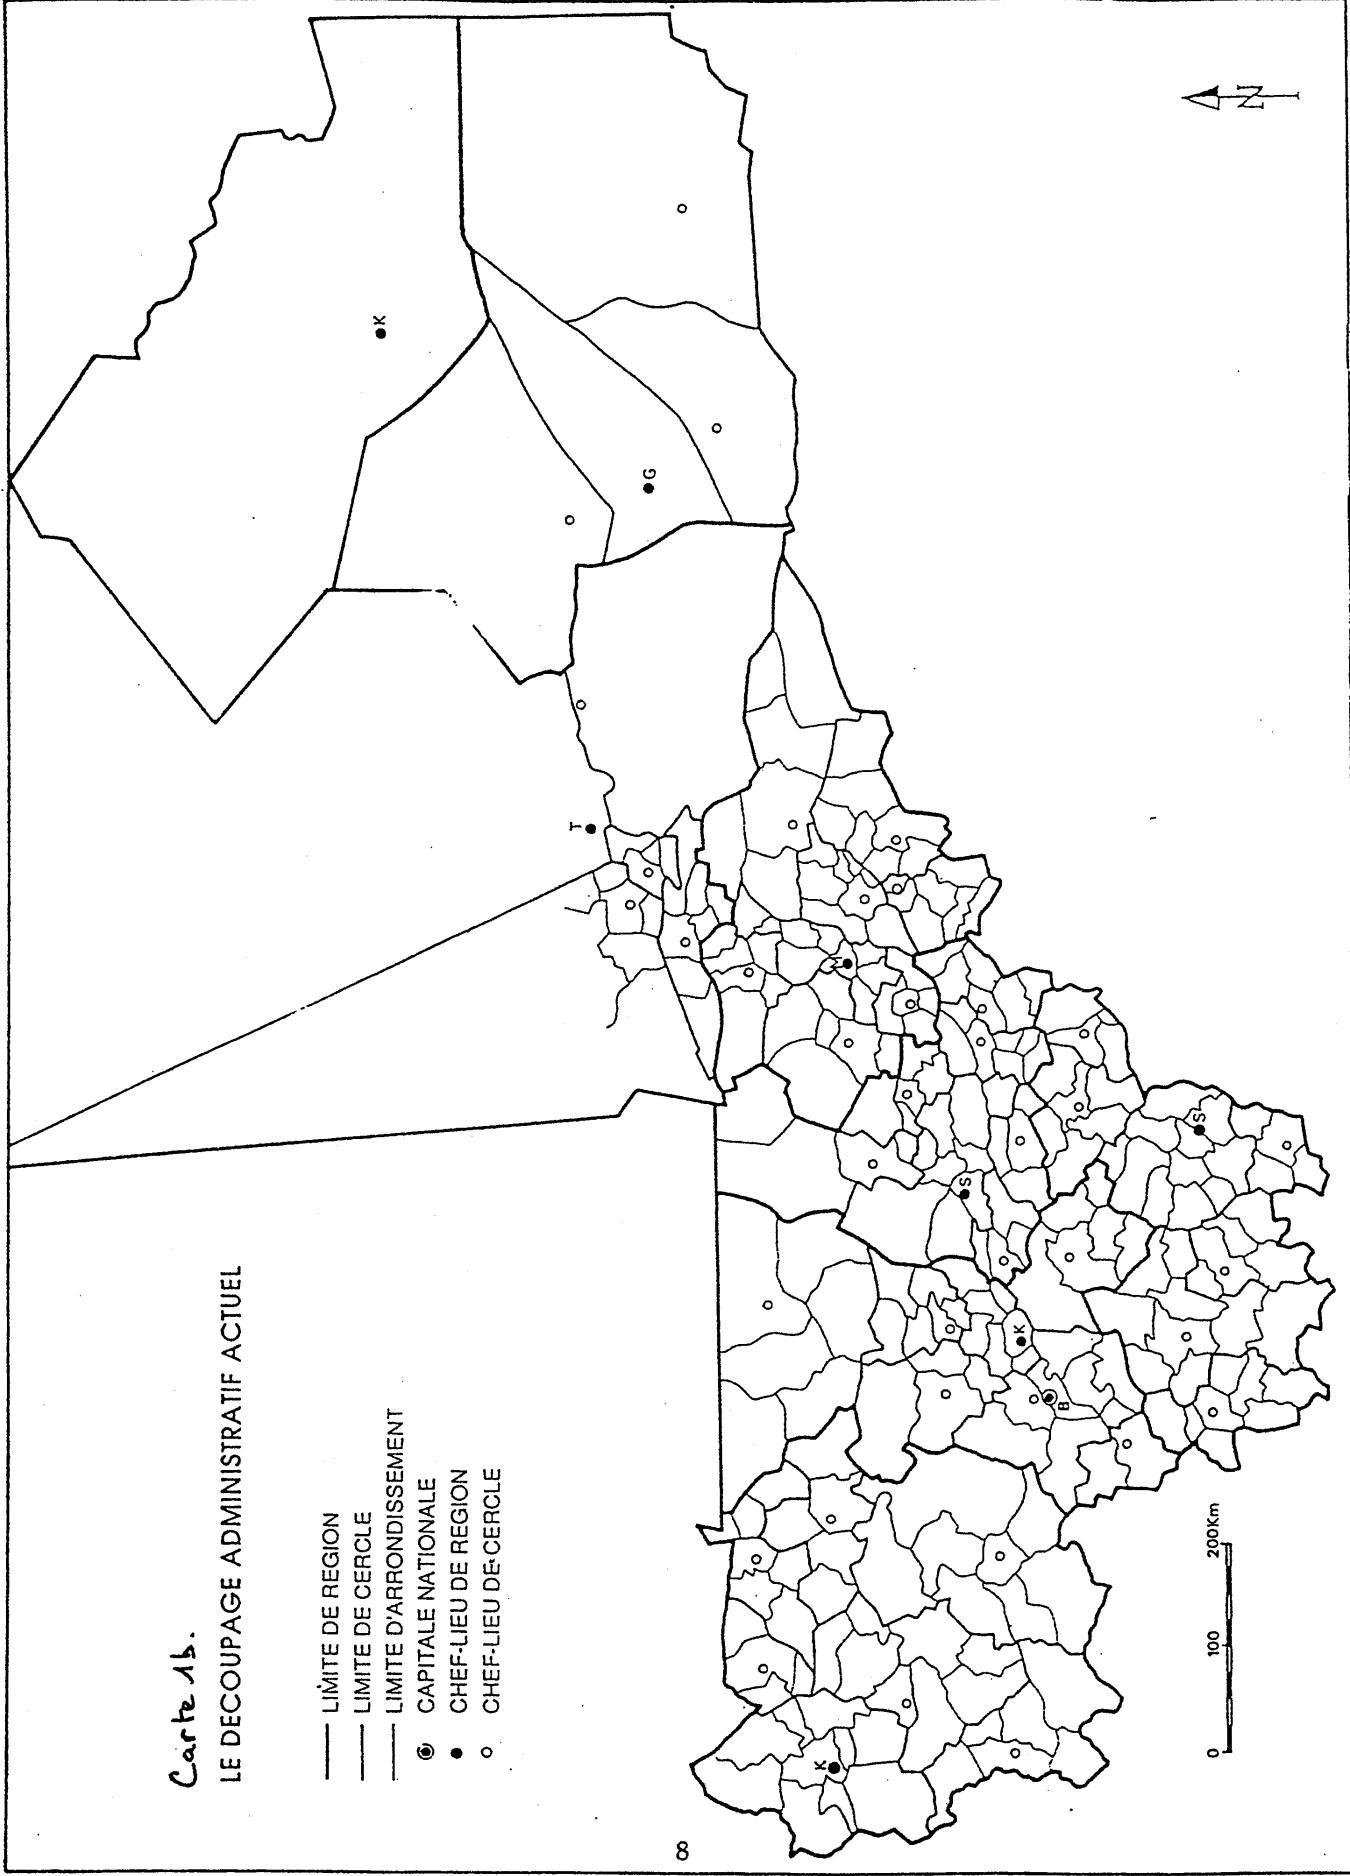 Carte 1b.
LE DECOUPAGE ADMINISTRATIF ACTUEL
LIMITE DE REGION
LIMITE DE CERCLE
LIMITE D'ARRONDISSEMENT
CAPITALE NATIONALE
CHEF-LIEU DE REGION
CHEF-LIEU DE CERCLE
N
K
G
T
M
S
S
K
B
K
0 100 200Km
8